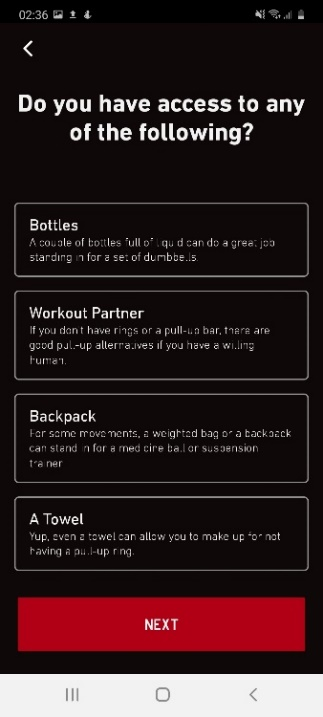 02:36
Do you have access to any
of the following?
Bottles
A couple of bottles full of liquid can do a great job
standing in for a set of dumbbells.
Workout Partner
If you don't have rings or a pull-up bar, there are
good pull-up alternatives if you have a willing
human.
Backpack
For some movements, a weighted bag or a backpack
can stand in for a medicine ball or suspension
trainer
A Towel
Yup, even a towel can allow you to make up for not
having a pull-up ring.
NEXT